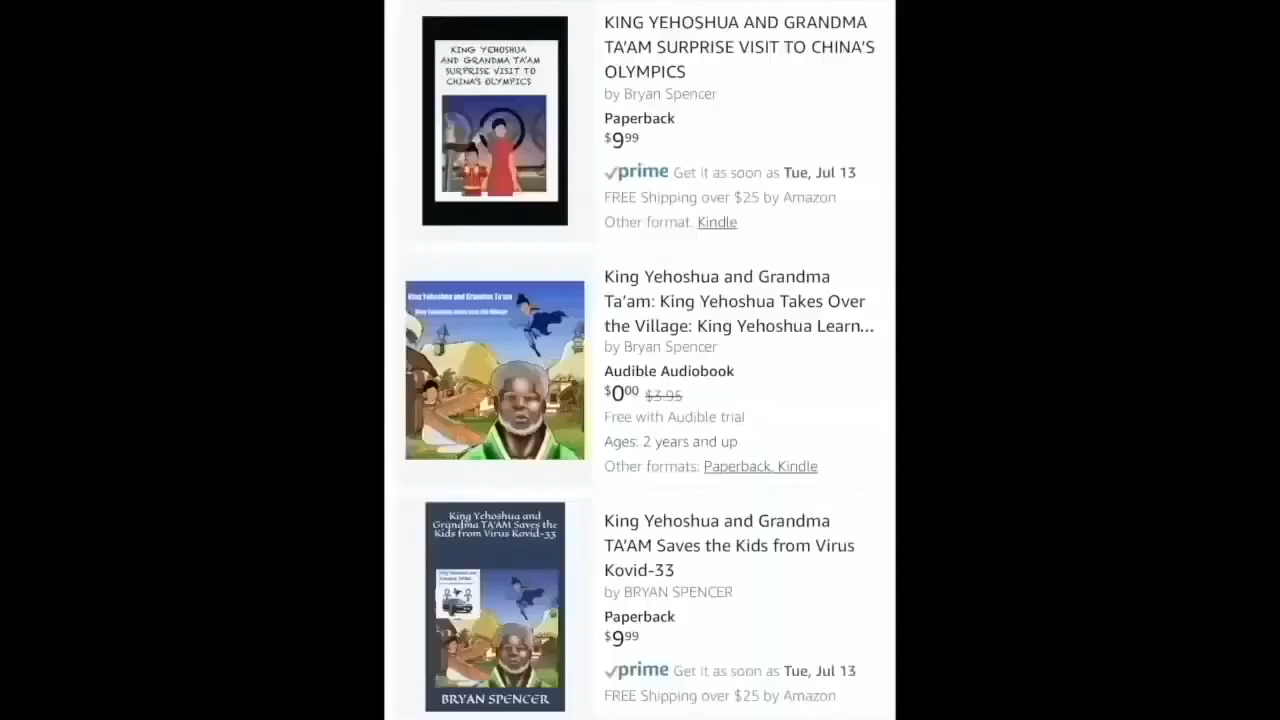 KING YEHOSHUA
AND GRANDMA TA'AM
SURPRISE VISIT TO
CHINA'S OLYMPICS
KING YEHOSHUA AND GRANDMA
TA'AM SURPRISE VISIT TO CHINA'S
OLYMPICS
by Bryan Spencer
Paperback
$9.99
prime Get it as soon as Tue, Jul 13
FREE Shipping over $25 by Amazon
Other format. Kindle
King Yehoshua and Grandma Ta'am
King Yehoshua and Grandma
Ta'am: King Yehoshua Takes Over
the Village: King Yehoshua Learn...
by Bryan Spencer
Audible Audiobook
$0.00 $3.95
Free with Audible trial
Ages: 2 years and up
Other formats: Paperback, Kindle
King Yehoshua and
Grandma TA'AM Saves the
Kids from Virus Kovid-33
BRYAN SPENCER
King Yehoshua and Grandma
TA'AM Saves the Kids from Virus
Kovid-33
by BRYAN SPENCER
Paperback
$9.99
prime Get it as soon as Tue, Jul 13
FREE Shipping over $25 by Amazon